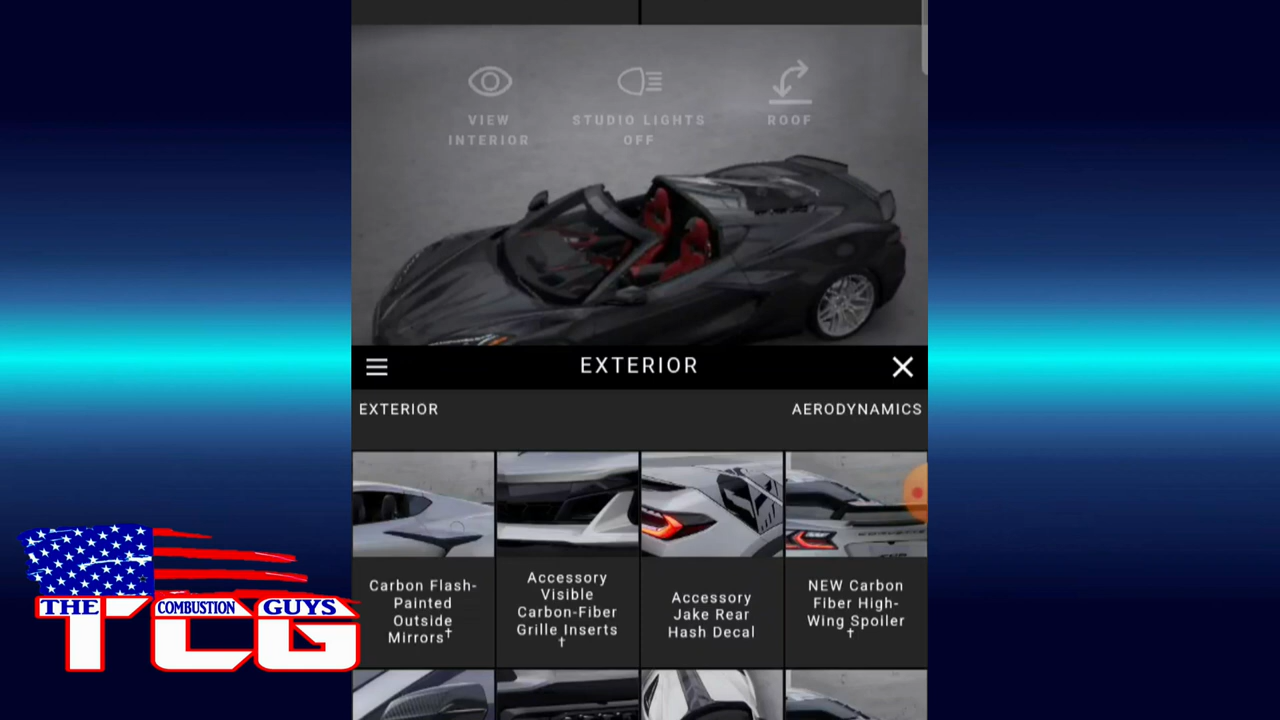 VIEW
INTERIOR
STUDIO LIGHTS
OFF
ROOF
EXTERIOR
EXTERIOR
AERODYNAMICS
Carbon Flash-
Painted
Outside
Mirrors†
Accessory
Visible
Carbon-Fiber
Grille Inserts
†
Accessory
Jake Rear
Hash Decal
NEW Carbon
Fiber High-
Wing Spoiler
†
THE COMBUSTION GUYS
TCG